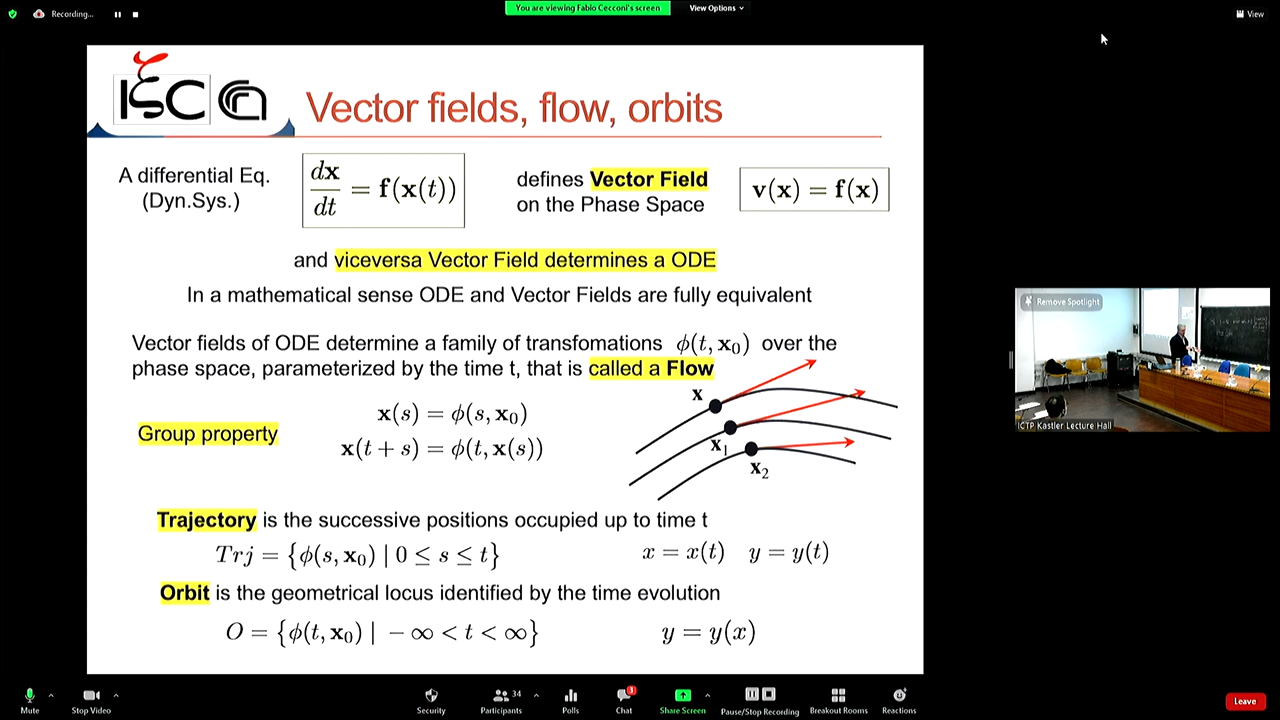 Recording...
You are viewing Fabio Cecconi's screen
View Options
View
ISC
Vector fields, flow, orbits
A differential Eq.
(Dyn.Sys.)
dx/dt = f(x(t))
defines Vector Field
on the Phase Space
v(x) = f(x)
and viceversa Vector Field determines a ODE
In a mathematical sense ODE and Vector Fields are fully equivalent
Vector fields of ODE determine a family of transfomations ϕ(t, x₀) over the
phase space, parameterized by the time t, that is called a Flow
Group property
x(s) = ϕ(s, x₀)
x(t + s) = ϕ(t, x(s))
x
x₁
x₂
Trajectory is the successive positions occupied up to time t
Trj = {ϕ(s, x₀) | 0 ≤ s ≤ t}
x = x(t) y = y(t)
Orbit is the geometrical locus identified by the time evolution
O = {ϕ(t, x₀) | − ∞ < t < ∞}
y = y(x)
Remove Spotlight
ICTP Kastler Lecture Hall
Mute
Stop Video
Security
34
Participants
Polls
3
Chat
Share Screen
Pause/Stop Recording
Breakout Rooms
Reactions
Leave